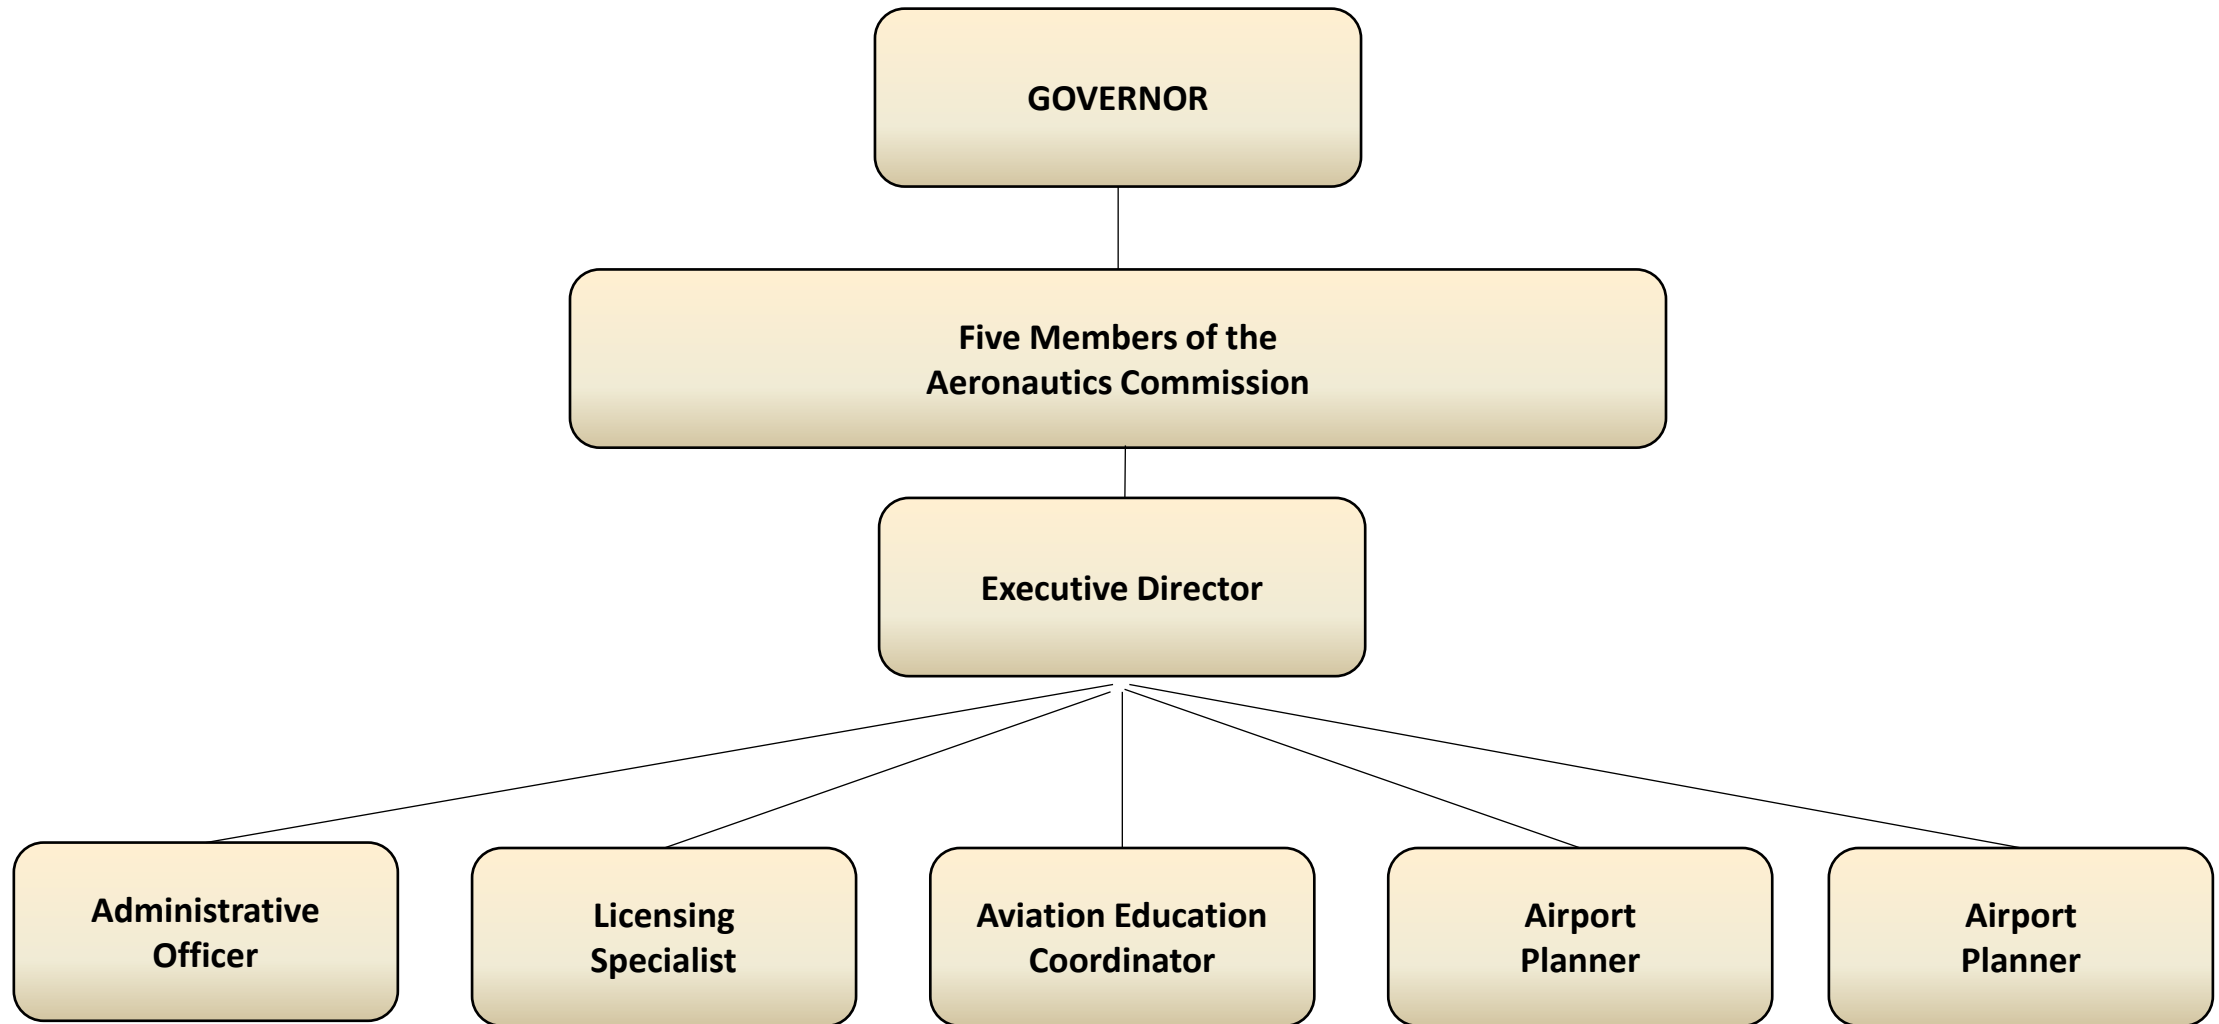 GOVERNOR
Five Members of the
Aeronautics Commission
Executive Director
Administrative
Officer
Licensing
Specialist
Aviation Education
Coordinator
Airport
Planner
Airport
Planner